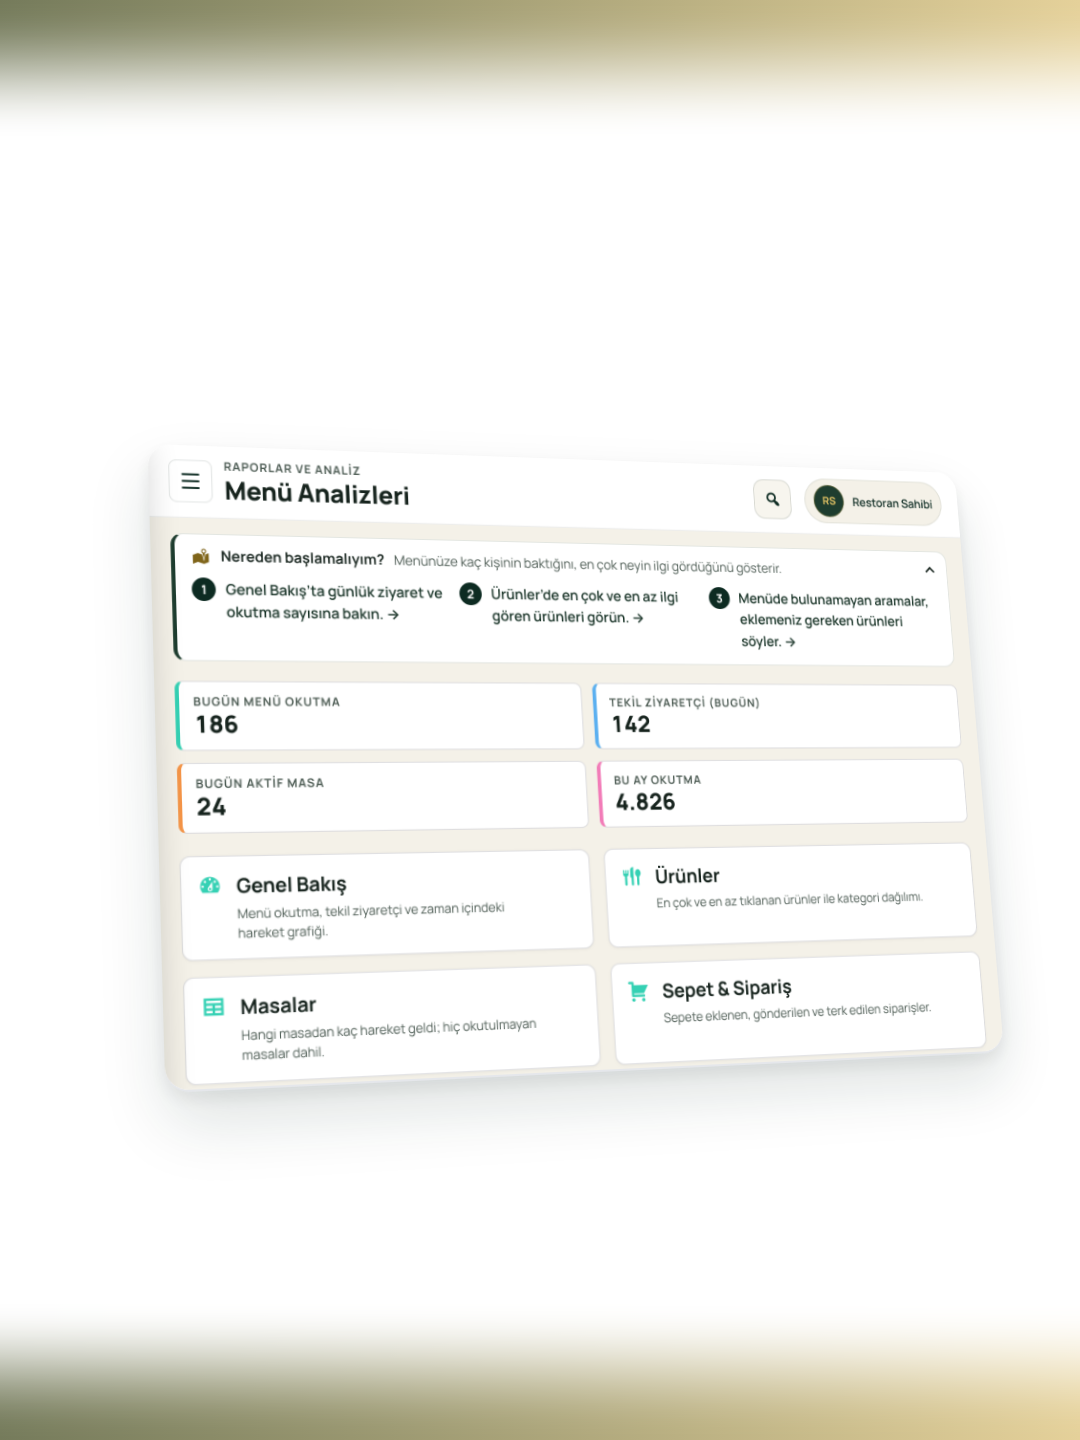 RAPORLAR VE ANALİZ
Menü Analizleri
RS
Restoran Sahibi
Nereden başlamalıyım? Menünüze kaç kişinin baktığını, en çok neyin ilgi gördüğünü gösterir.
1 Genel Bakış'ta günlük ziyaret ve
okutma sayısına bakın. →
2 Ürünler'de en çok ve en az ilgi
gören ürünleri görün. →
3 Menüde bulunamayan aramalar,
eklemeniz gereken ürünleri
söyler. →
BUGÜN MENÜ OKUTMA
186
TEKİL ZİYARETÇİ (BUGÜN)
142
BUGÜN AKTİF MASA
24
BU AY OKUTMA
4.826
Genel Bakış
Menü okutma, tekil ziyaretçi ve zaman içindeki
hareket grafiği.
Ürünler
En çok ve en az tıklanan ürünler ile kategori dağılımı.
Masalar
Hangi masadan kaç hareket geldi; hiç okutulmayan
masalar dahil.
Sepet & Sipariş
Sepete eklenen, gönderilen ve terk edilen siparişler.